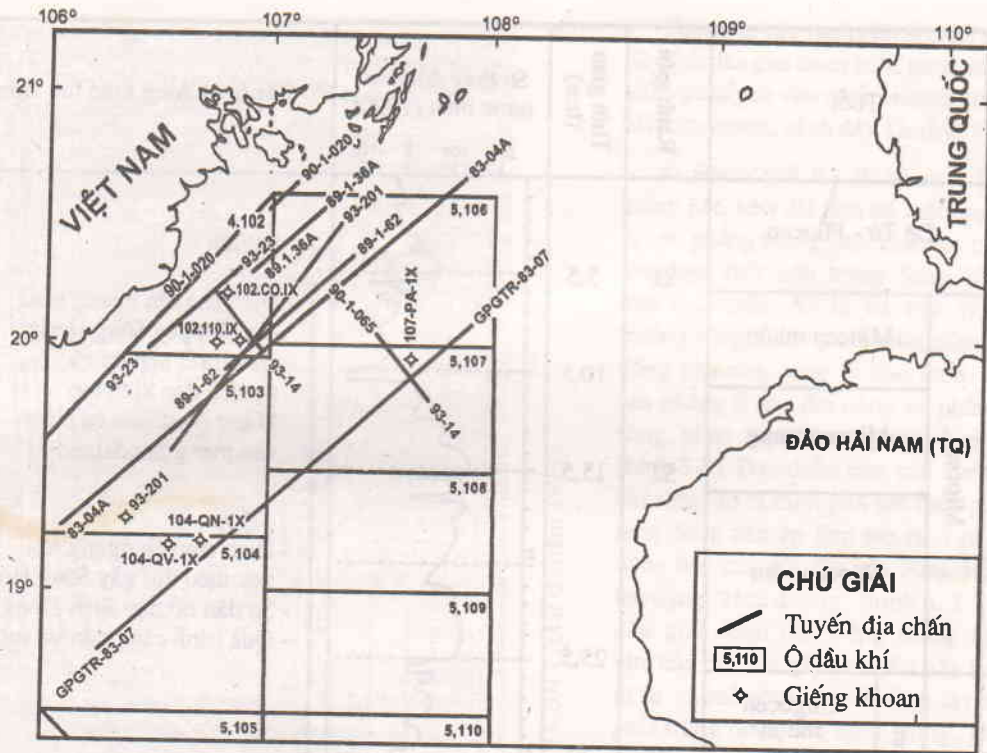 106°
107°
108°
109°
110°
21°
20°
19°
VIỆT NAM
TRUNG QUỐC
ĐẢO HẢI NAM (TQ)
90-1-020
89-1-36A
93-201
83-04A
4,102
93-23
89.1.36A
89-1-62
5,106
90-1-020
102.CO.IX
90-1-065
107-PA-1X
GPGTR-83-07
102.110.IX
93-23
89-1-62
5,103
93-14
5,107
93-14
5,108
83-04A
93-201
104-QN-1X
104-QV-1X
5,104
5,109
GPGTR-83-07
5,105
5,110
CHÚ GIẢI
Tuyến địa chấn
5,110 Ô dầu khí
Giếng khoan